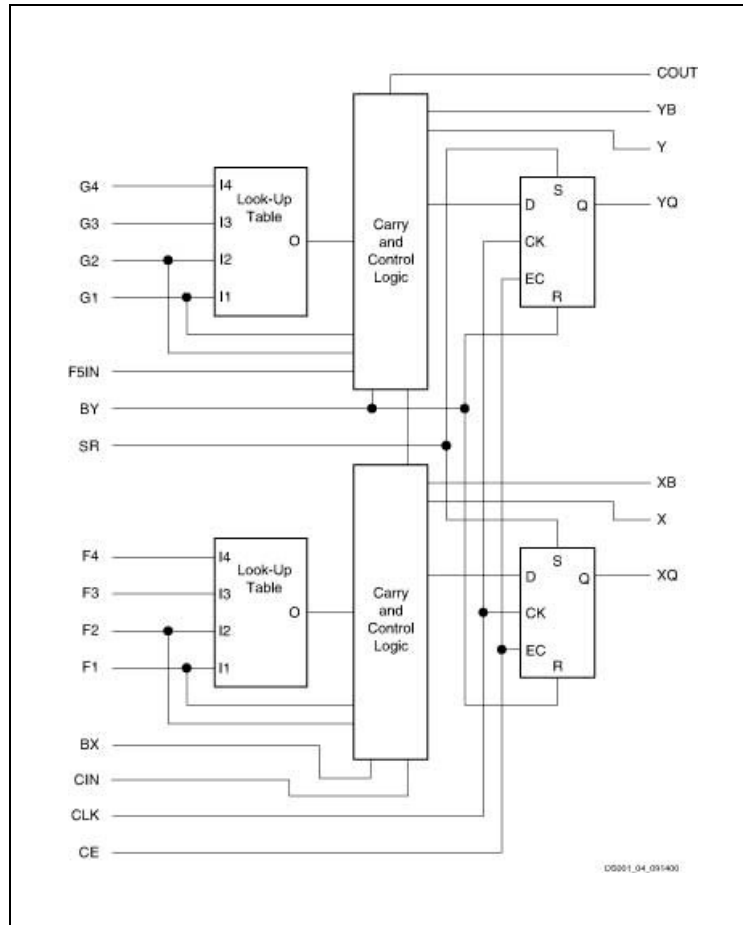 COUT
YB
Y
G4
I4
Look-Up
Table
S
G3
I3
D
Q
YQ
O
Carry
and
Control
Logic
G2
I2
CK
G1
I1
EC
R
F5IN
BY
SR
XB
X
F4
I4
Look-Up
Table
S
F3
I3
D
Q
XQ
O
Carry
and
Control
Logic
F2
I2
CK
F1
I1
EC
R
BX
CIN
CLK
CE
DS001_04_091400